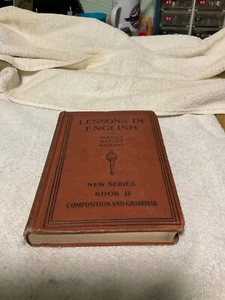 LESSONS IN
ENGLISH
NEW SERIES
BOOK II
COMPOSITION AND GRAMMAR